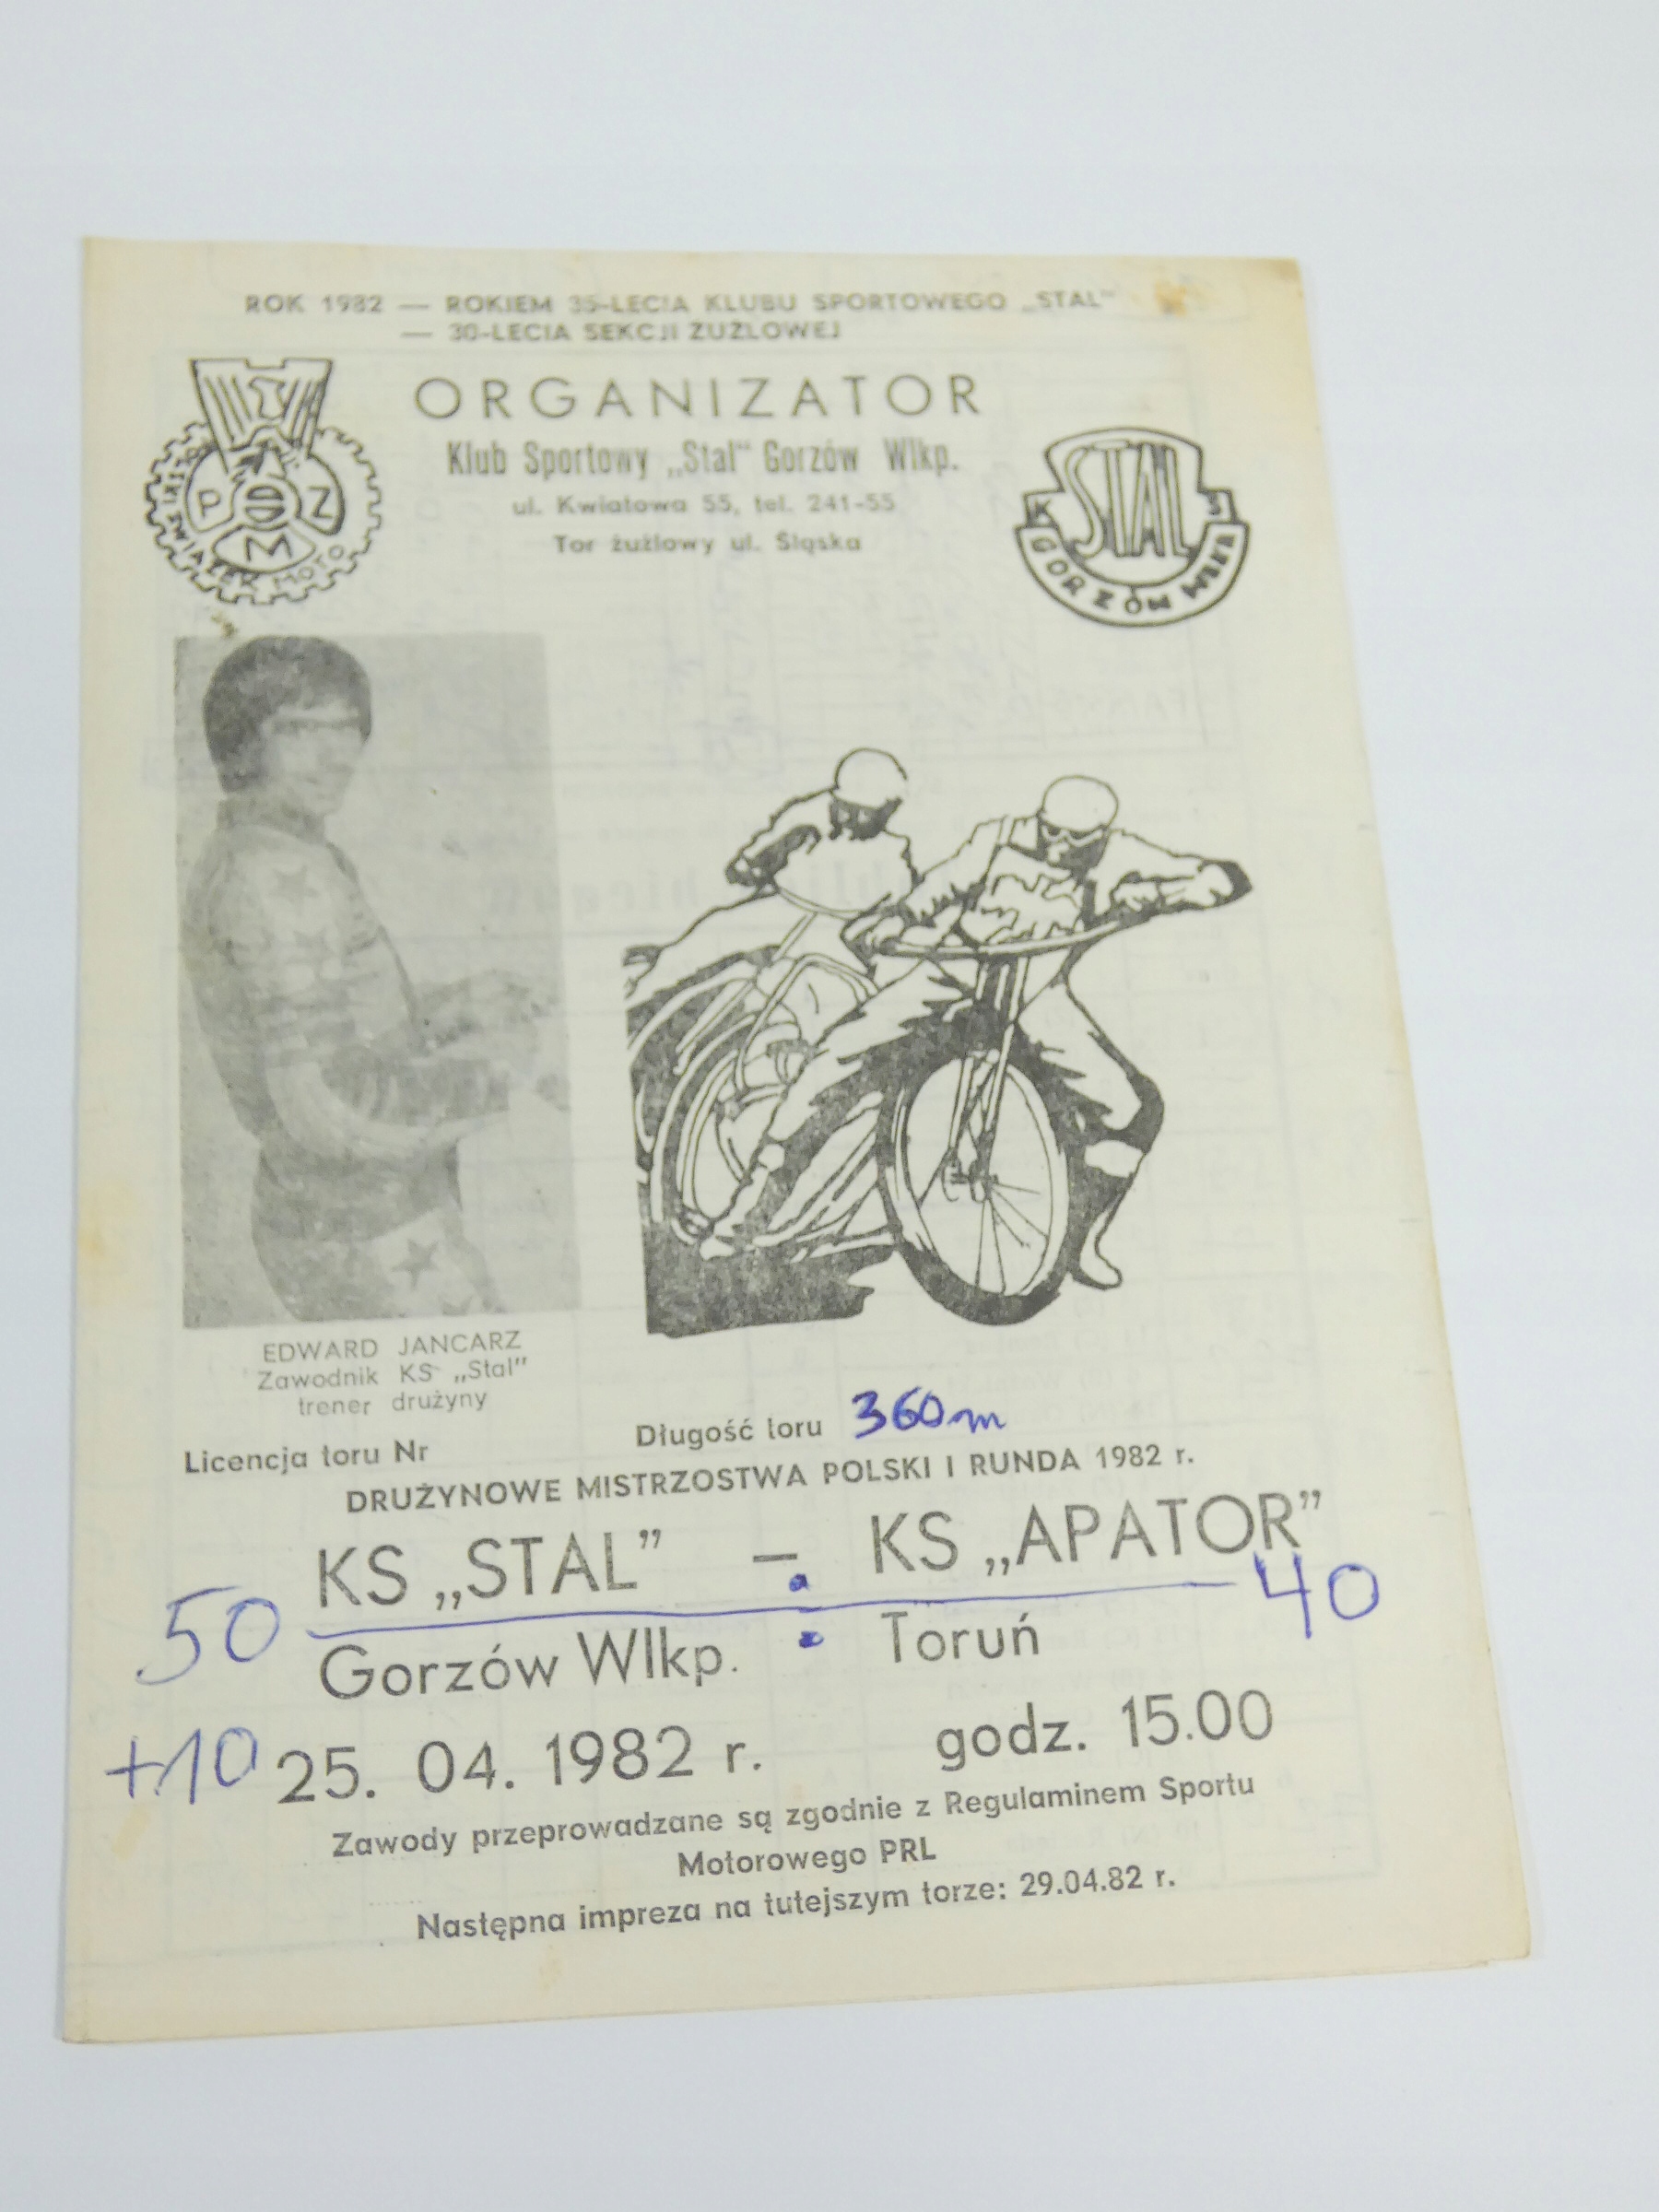 ROK 1982 — ROKIEM 35-LECIA KLUBU SPORTOWEGO „STAL”
— 30-LECIA SEKCJI ŻUŻLOWEJ
ORGANIZATOR
Klub Sportowy „Stal” Gorzów Wlkp.
ul. Kwiatowa 55, tel. 241-55
Tor żużlowy ul. Śląska
POLSKI ZWIĄZEK MOTO
P Z M
STAL
K S
GORZÓW WLKP.
EDWARD JANCARZ
Zawodnik KS „Stal”
trener drużyny
Licencja toru Nr
Długość toru 360m
DRUŻYNOWE MISTRZOSTWA POLSKI I RUNDA 1982 r.
KS „STAL” — KS „APATOR”
50 : 40
Gorzów Wlkp. Toruń
+10 25. 04. 1982 r. godz. 15.00
Zawody przeprowadzane są zgodnie z Regulaminem Sportu
Motorowego PRL
Następna impreza na tutejszym torze: 29.04.82 r.